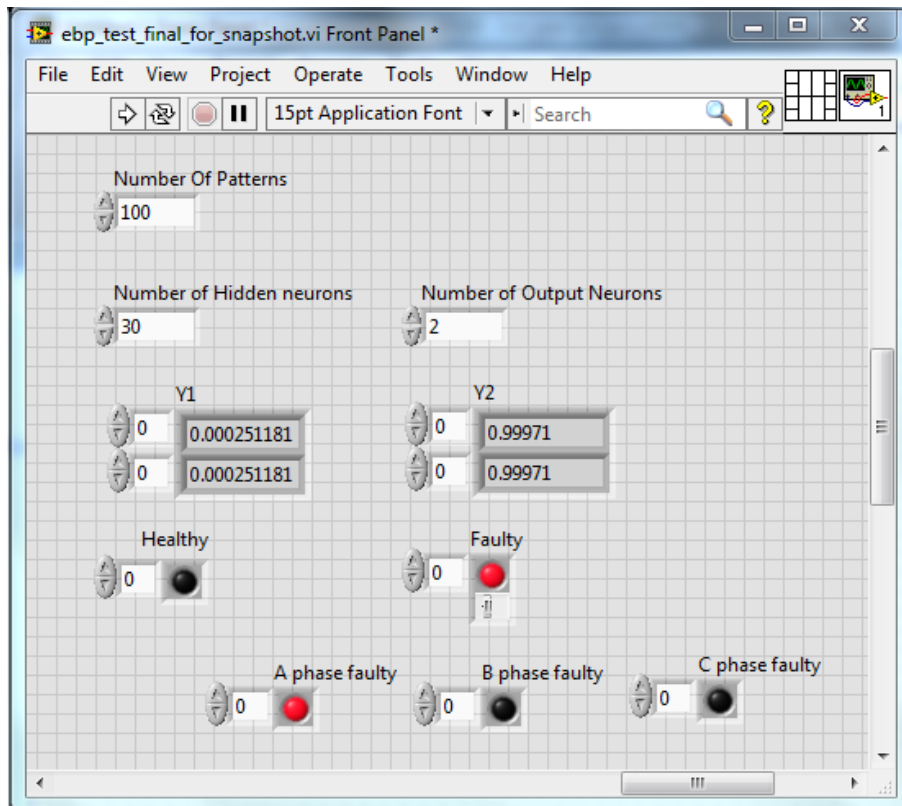 ebp_test_final_for_snapshot.vi Front Panel *
File Edit View Project Operate Tools Window Help
15pt Application Font Search ? 1
Number Of Patterns
100
Number of Hidden neurons Number of Output Neurons
30 2
Y1 Y2
0 0.000251181 0 0.99971
0 0.000251181 0 0.99971
Healthy Faulty
0 0
A phase faulty B phase faulty C phase faulty
0 0 0